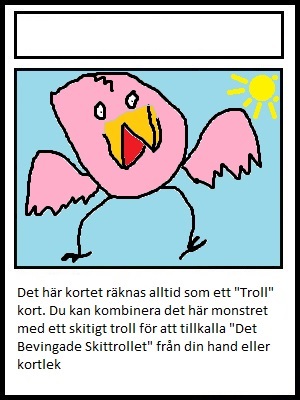 Det här kortet räknas alltid som ett "Troll"
kort. Du kan kombinera det här monstret
med ett skitigt troll för att tillkalla "Det
Bevingade Skittrollet" från din hand eller
kortlek